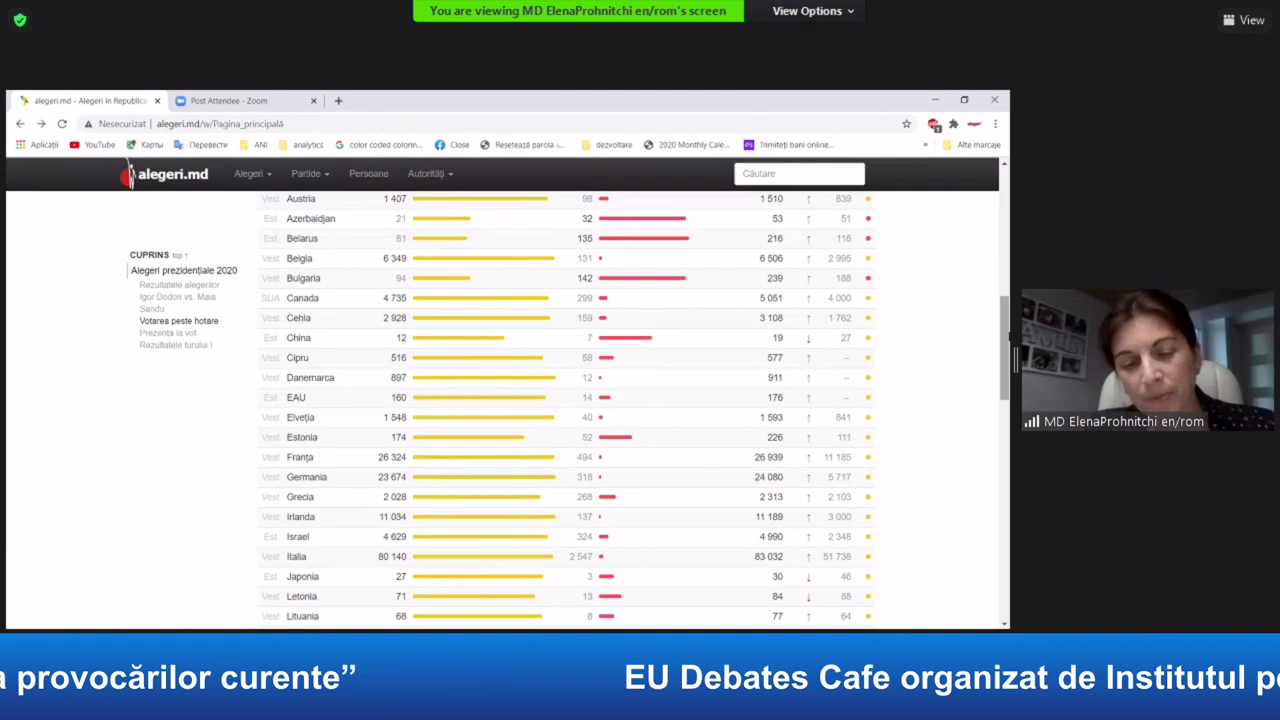 You are viewing MD ElenaProhnitchi en/rom's screen
View Options
View
alegeri.md - Alegeri în Republica
Post Attendee - Zoom
Nesecurizat | alegeri.md/w/Pagina_principală
Aplicații YouTube Карты Перевести ANI analytics color coded colorin... Close Resetează parola -... dezvoltare 2020 Monthly Cale... Trimiteți bani online... » Alte marcaje
alegeri.md Alegeri Partide Persoane Autorități Căutare
CUPRINS top ↑
Alegeri prezidențiale 2020
Rezultatele alegerilor
Igor Dodon vs. Maia
Sandu
Votarea peste hotare
Prezența la vot
Rezultatele turului I
Vest Austria 1 407 98 1 510 ↑ 839
Est Azerbaidjan 21 32 53 ↑ 51
Est Belarus 81 135 216 ↑ 116
Vest Belgia 6 349 131 6 506 ↑ 2 995
Vest Bulgaria 94 142 239 ↑ 188
SUA Canada 4 735 299 5 051 ↑ 4 000
Vest Cehia 2 928 159 3 108 ↑ 1 762
Est China 12 7 19 ↓ 27
Vest Cipru 516 58 577 ↑ –
Vest Danemarca 897 12 911 ↑ –
Est EAU 160 14 176 ↑ –
Vest Elveția 1 548 40 1 593 ↑ 841
Vest Estonia 174 52 226 ↑ 111
Vest Franța 26 324 494 26 939 ↑ 11 185
Vest Germania 23 674 318 24 080 ↑ 5 717
Vest Grecia 2 028 268 2 313 ↑ 2 103
Vest Irlanda 11 034 137 11 189 ↑ 3 000
Est Israel 4 629 324 4 990 ↑ 2 348
Vest Italia 80 140 2 547 83 032 ↑ 51 738
Est Japonia 27 3 30 ↓ 46
Vest Letonia 71 13 84 ↓ 88
Vest Lituania 68 8 77 ↑ 64
MD ElenaProhnitchi en/rom
a provocărilor curente” EU Debates Cafe organizat de Institutul pe